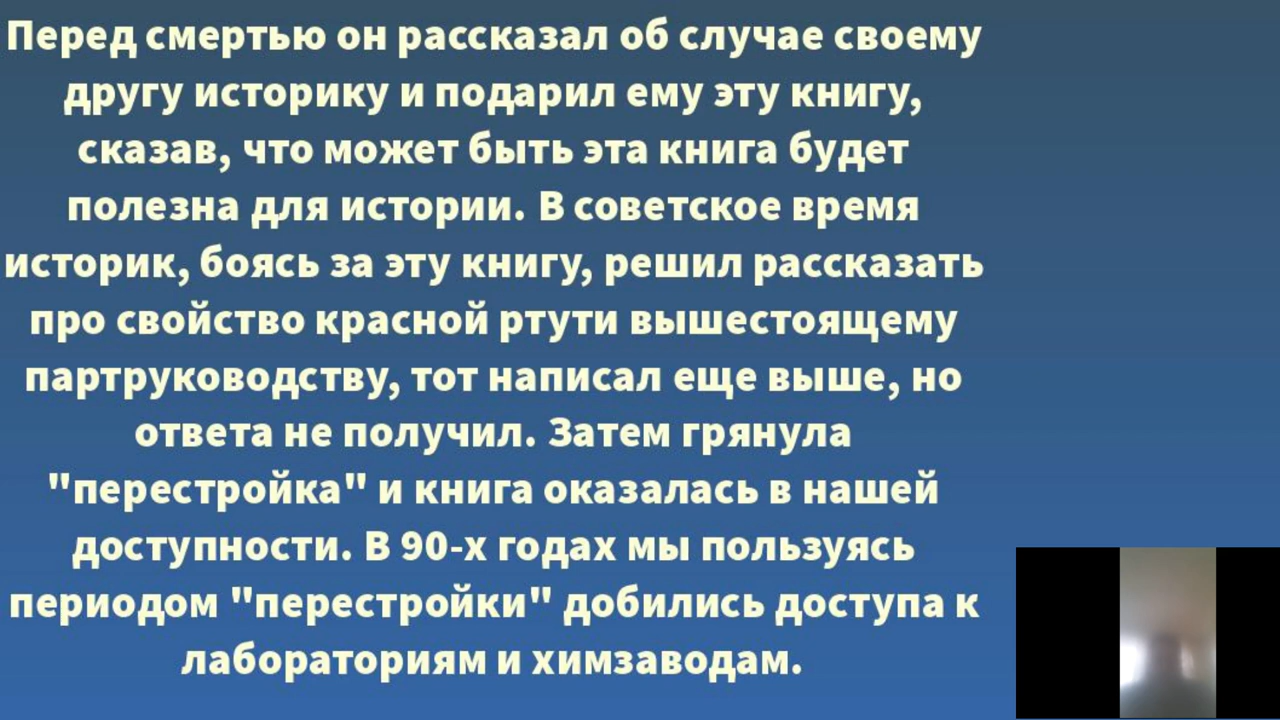 Перед смертью он рассказал об случае своему
другу историку и подарил ему эту книгу,
сказав, что может быть эта книга будет
полезна для истории. В советское время
историк, боясь за эту книгу, решил рассказать
про свойство красной ртути вышестоящему
партруководству, тот написал еще выше, но
ответа не получил. Затем грянула
"перестройка" и книга оказалась в нашей
доступности. В 90-х годах мы пользуясь
периодом "перестройки" добились доступа к
лабораториям и химзаводам.